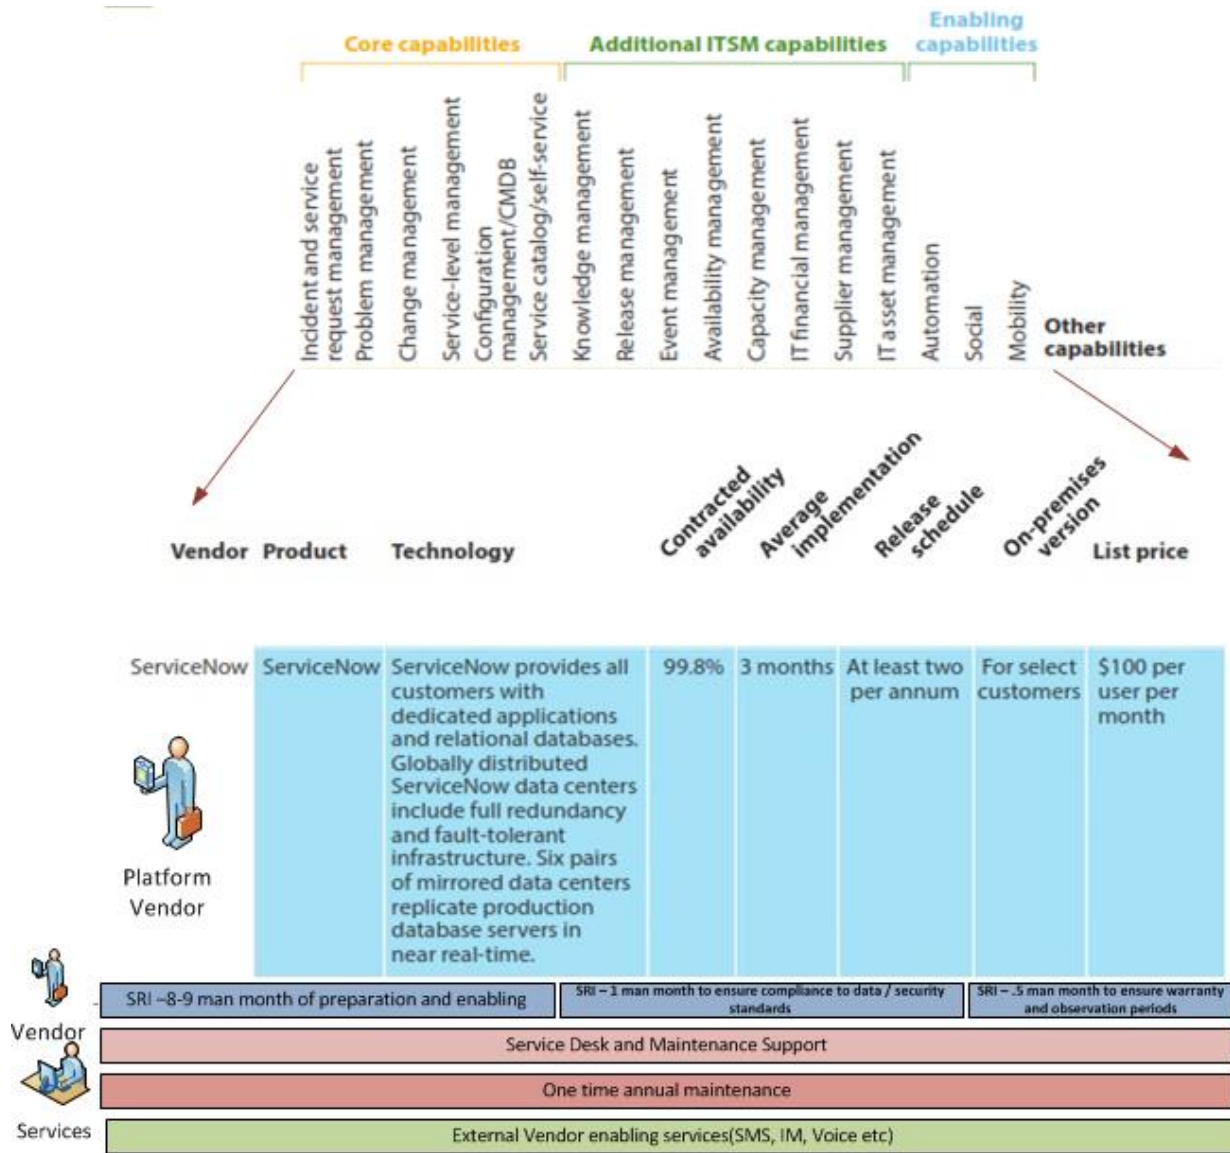 Enabling
Core capabilities
Additional ITSM capabilities
capabilities
Incident and service
request management
Problem management
Change management
Service-level management
Configuration
management/CMDB
Service catalog/self-service
Knowledge management
Release management
Event management
Availability management
Capacity management
IT financial management
Supplier management
IT asset management
Automation
Social
Mobility
Other
capabilities
Vendor
Product
Technology
Contracted
availability
Average
implementation
Release
schedule
On-premises
version
List price
ServiceNow
ServiceNow
ServiceNow provides all
customers with
dedicated applications
and relational databases.
Globally distributed
ServiceNow data centers
include full redundancy
and fault-tolerant
infrastructure. Six pairs
of mirrored data centers
replicate production
database servers in
near real-time.
99.8%
3 months
At least two
per annum
For select
customers
$100 per
user per
month
Platform
Vendor
SRI –8-9 man month of preparation and enabling
SRI – 1 man month to ensure compliance to data / security
standards
SRI – .5 man month to ensure warranty
and observation periods
Vendor
Service Desk and Maintenance Support
One time annual maintenance
Services
External Vendor enabling services(SMS, IM, Voice etc)